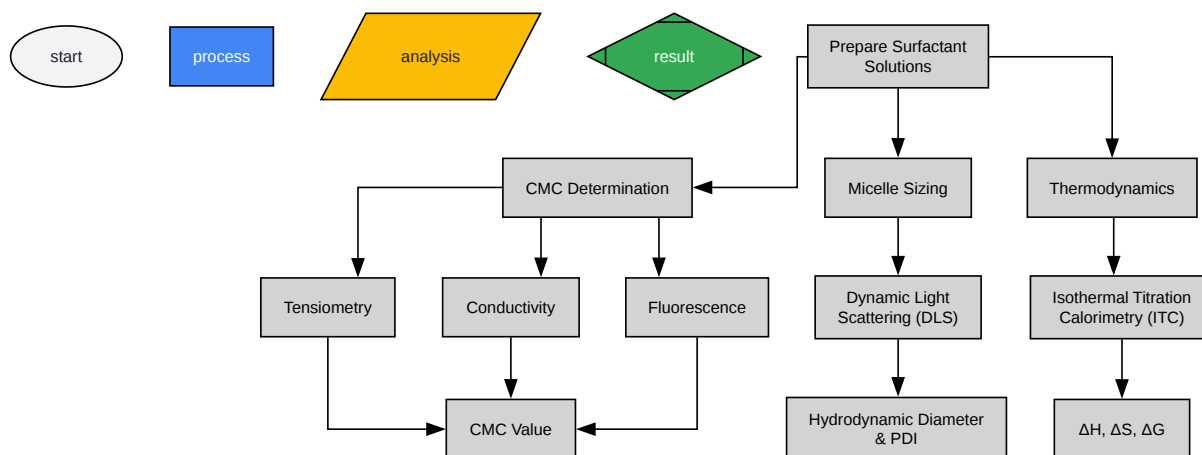 start
process
analysis
result
Prepare Surfactant
Solutions
CMC Determination
Micelle Sizing
Thermodynamics
Tensiometry
Conductivity
Fluorescence
Dynamic Light
Scattering (DLS)
Isothermal Titration
Calorimetry (ITC)
CMC Value
Hydrodynamic Diameter
& PDI
ΔH, ΔS, ΔG